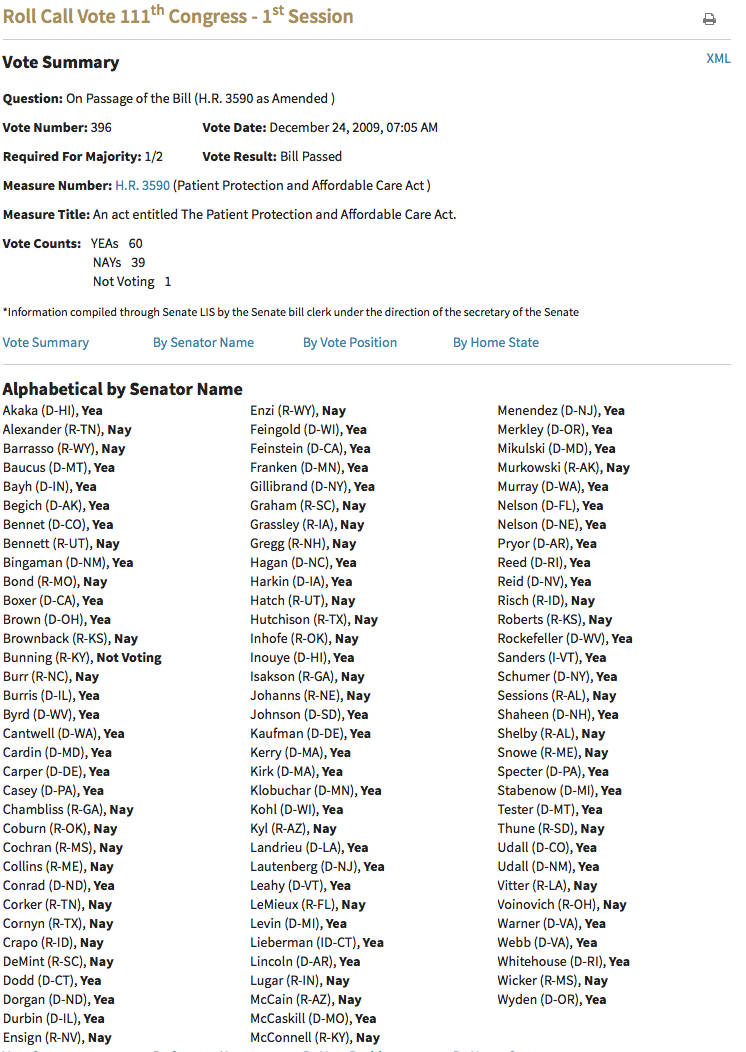 Roll Call Vote 111th Congress - 1st Session
Vote Summary
XML
Question: On Passage of the Bill (H.R. 3590 as Amended )
Vote Number: 396 Vote Date: December 24, 2009, 07:05 AM
Required For Majority: 1/2 Vote Result: Bill Passed
Measure Number: H.R. 3590 (Patient Protection and Affordable Care Act )
Measure Title: An act entitled The Patient Protection and Affordable Care Act.
Vote Counts: YEAs 60
NAYs 39
Not Voting 1
*Information compiled through Senate LIS by the Senate bill clerk under the direction of the secretary of the Senate
Vote Summary By Senator Name By Vote Position By Home State
Alphabetical by Senator Name
Akaka (D-HI), Yea
Alexander (R-TN), Nay
Barrasso (R-WY), Nay
Baucus (D-MT), Yea
Bayh (D-IN), Yea
Begich (D-AK), Yea
Bennet (D-CO), Yea
Bennett (R-UT), Nay
Bingaman (D-NM), Yea
Bond (R-MO), Nay
Boxer (D-CA), Yea
Brown (D-OH), Yea
Brownback (R-KS), Nay
Bunning (R-KY), Not Voting
Burr (R-NC), Nay
Burris (D-IL), Yea
Byrd (D-WV), Yea
Cantwell (D-WA), Yea
Cardin (D-MD), Yea
Carper (D-DE), Yea
Casey (D-PA), Yea
Chambliss (R-GA), Nay
Coburn (R-OK), Nay
Cochran (R-MS), Nay
Collins (R-ME), Nay
Conrad (D-ND), Yea
Corker (R-TN), Nay
Cornyn (R-TX), Nay
Crapo (R-ID), Nay
DeMint (R-SC), Nay
Dodd (D-CT), Yea
Dorgan (D-ND), Yea
Durbin (D-IL), Yea
Ensign (R-NV), Nay
Enzi (R-WY), Nay
Feingold (D-WI), Yea
Feinstein (D-CA), Yea
Franken (D-MN), Yea
Gillibrand (D-NY), Yea
Graham (R-SC), Nay
Grassley (R-IA), Nay
Gregg (R-NH), Nay
Hagan (D-NC), Yea
Harkin (D-IA), Yea
Hatch (R-UT), Nay
Hutchison (R-TX), Nay
Inhofe (R-OK), Nay
Inouye (D-HI), Yea
Isakson (R-GA), Nay
Johanns (R-NE), Nay
Johnson (D-SD), Yea
Kaufman (D-DE), Yea
Kerry (D-MA), Yea
Kirk (D-MA), Yea
Klobuchar (D-MN), Yea
Kohl (D-WI), Yea
Kyl (R-AZ), Nay
Landrieu (D-LA), Yea
Lautenberg (D-NJ), Yea
Leahy (D-VT), Yea
LeMieux (R-FL), Nay
Levin (D-MI), Yea
Lieberman (ID-CT), Yea
Lincoln (D-AR), Yea
Lugar (R-IN), Nay
McCain (R-AZ), Nay
McCaskill (D-MO), Yea
McConnell (R-KY), Nay
Menendez (D-NJ), Yea
Merkley (D-OR), Yea
Mikulski (D-MD), Yea
Murkowski (R-AK), Nay
Murray (D-WA), Yea
Nelson (D-FL), Yea
Nelson (D-NE), Yea
Pryor (D-AR), Yea
Reed (D-RI), Yea
Reid (D-NV), Yea
Risch (R-ID), Nay
Roberts (R-KS), Nay
Rockefeller (D-WV), Yea
Sanders (I-VT), Yea
Schumer (D-NY), Yea
Sessions (R-AL), Nay
Shaheen (D-NH), Yea
Shelby (R-AL), Nay
Snowe (R-ME), Nay
Specter (D-PA), Yea
Stabenow (D-MI), Yea
Tester (D-MT), Yea
Thune (R-SD), Nay
Udall (D-CO), Yea
Udall (D-NM), Yea
Vitter (R-LA), Nay
Voinovich (R-OH), Nay
Warner (D-VA), Yea
Webb (D-VA), Yea
Whitehouse (D-RI), Yea
Wicker (R-MS), Nay
Wyden (D-OR), Yea